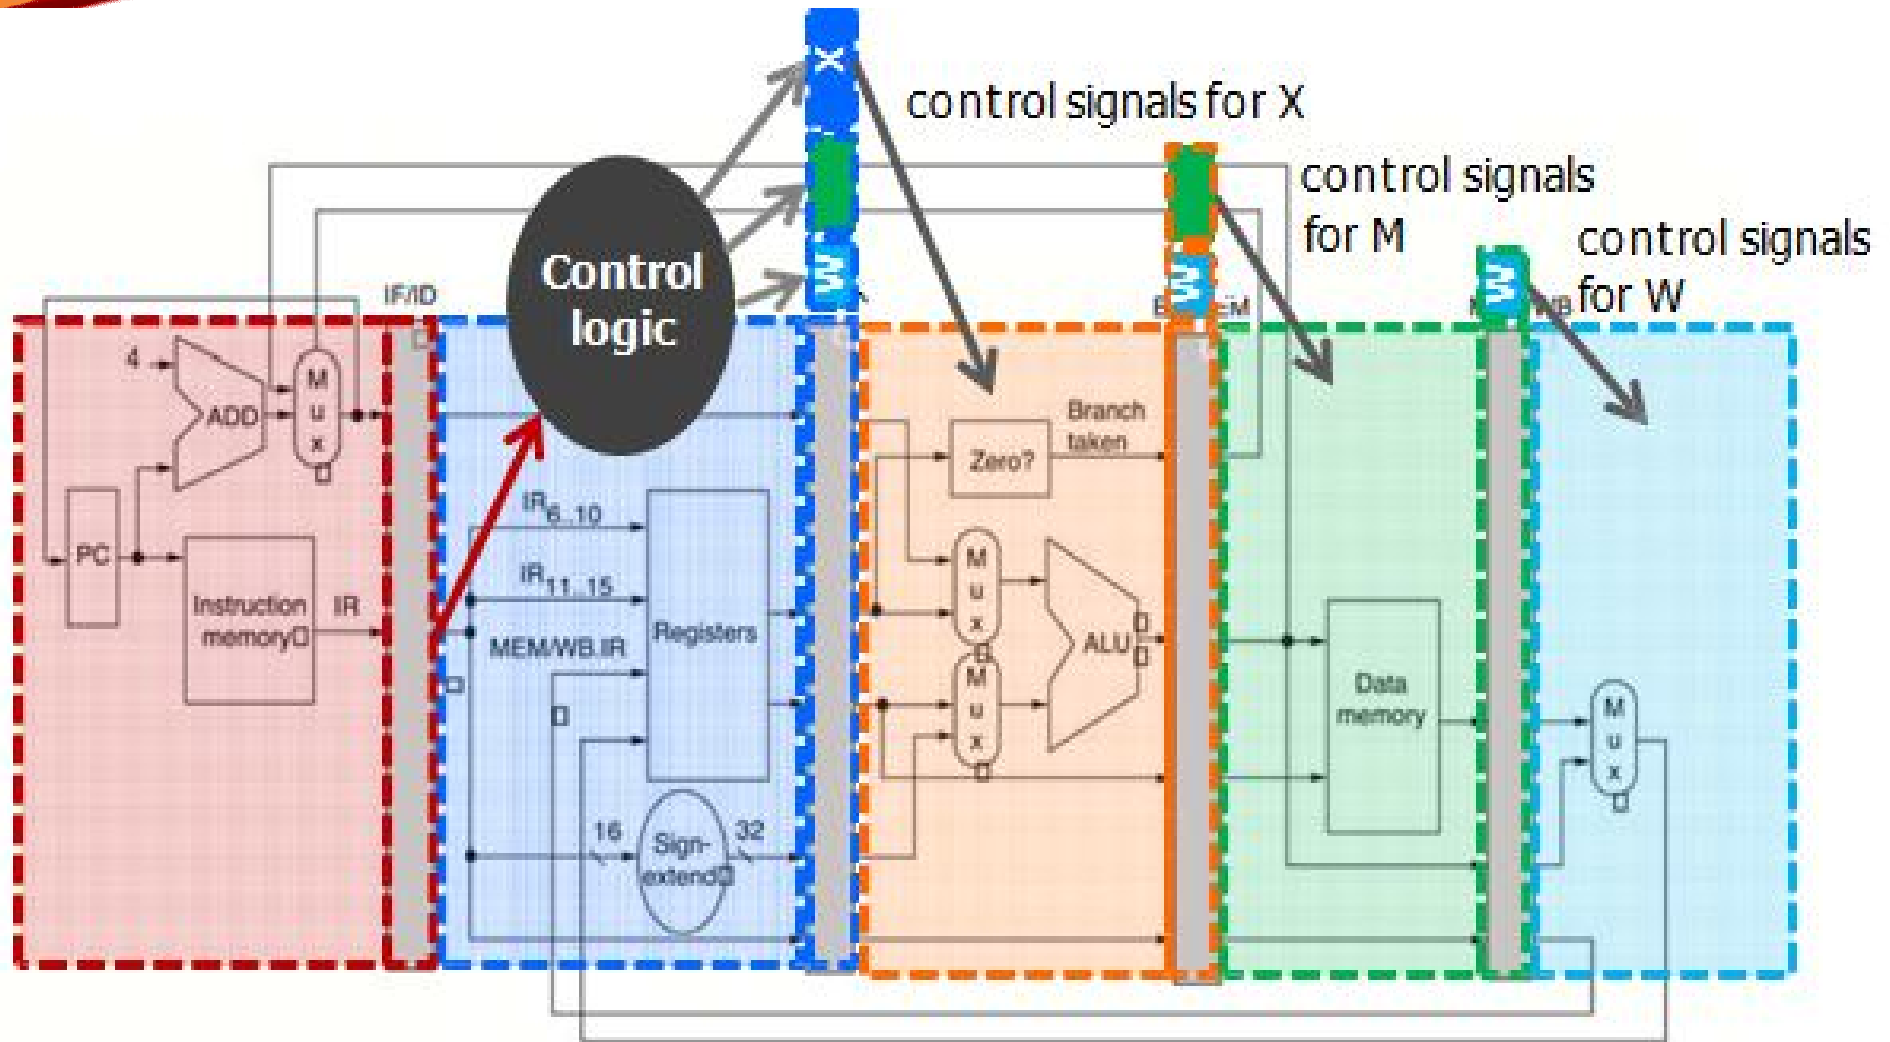 X
control signals for X
control signals
for M
W
W
W
control signals
for W
Control
logic
IF/ID
4
ADD
M
u
x
PC
Instruction
memory
IR
IR6..10
IR11..15
MEM/WB.IR
Registers
16
Sign-
extend
32
Zero?
Branch
taken
M
u
x
M
u
x
ALU
Data
memory
M
u
x